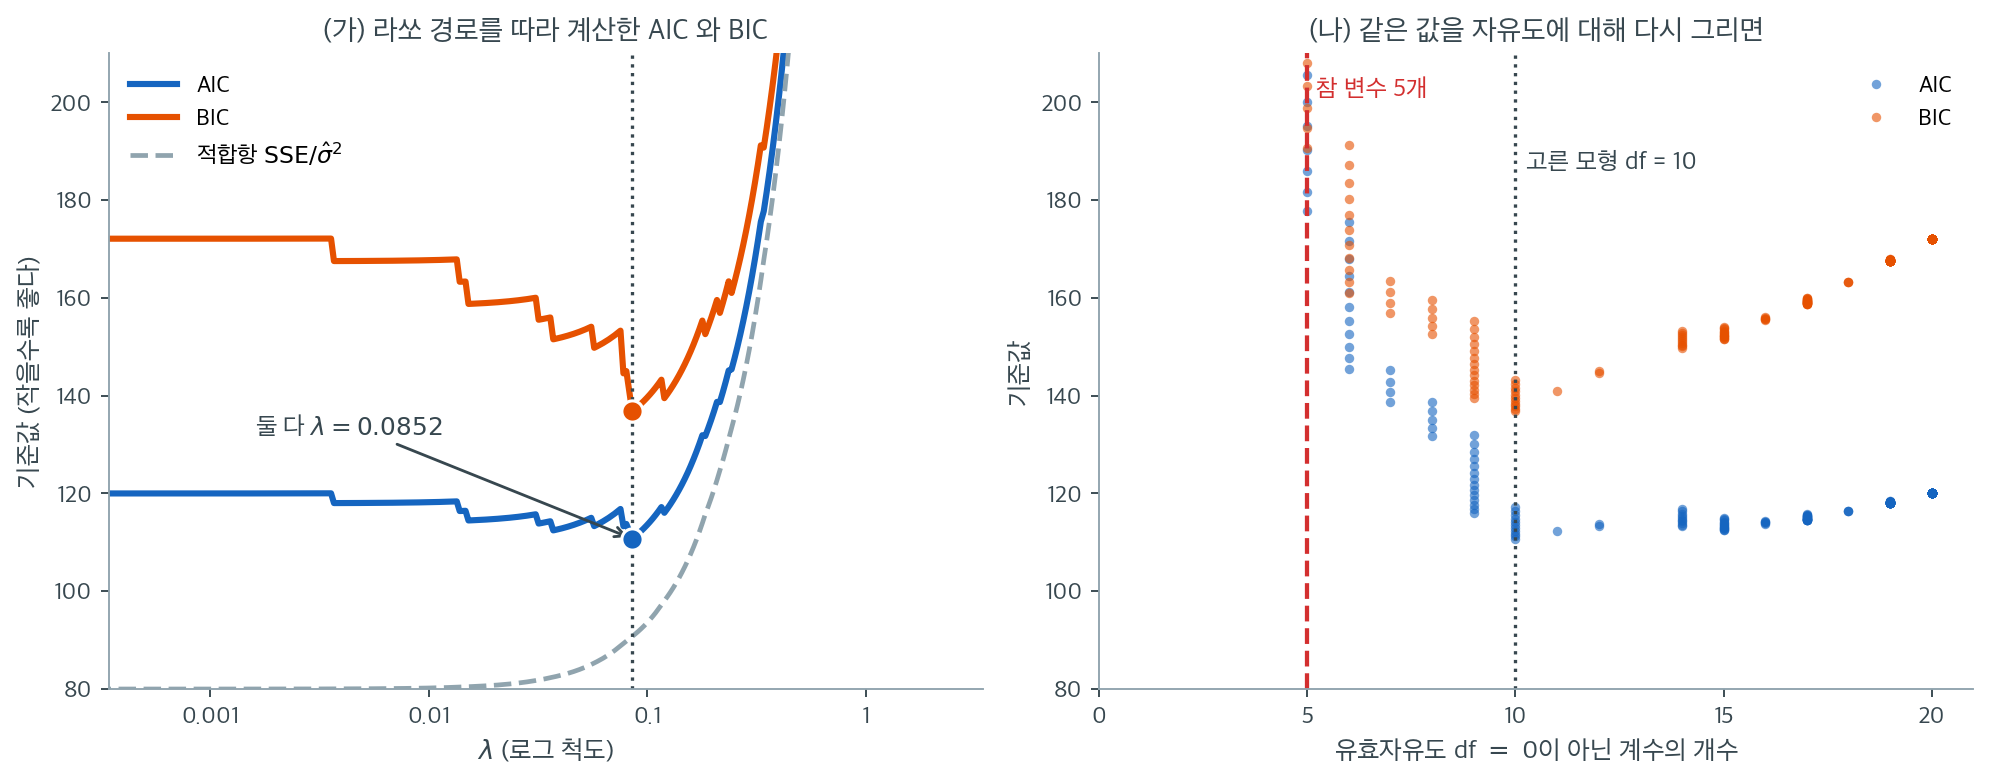 (가) 라쏘 경로를 따라 계산한 AIC 와 BIC
AIC
BIC
적합항 SSE/σ̂²
둘 다 λ = 0.0852
기준값 (작을수록 좋다)
200
180
160
140
120
100
80
0.001
0.01
0.1
1
λ (로그 척도)
(나) 같은 값을 자유도에 대해 다시 그리면
참 변수 5개
고른 모형 df = 10
AIC
BIC
기준값
200
180
160
140
120
100
80
0
5
10
15
20
유효자유도 df = 0이 아닌 계수의 개수